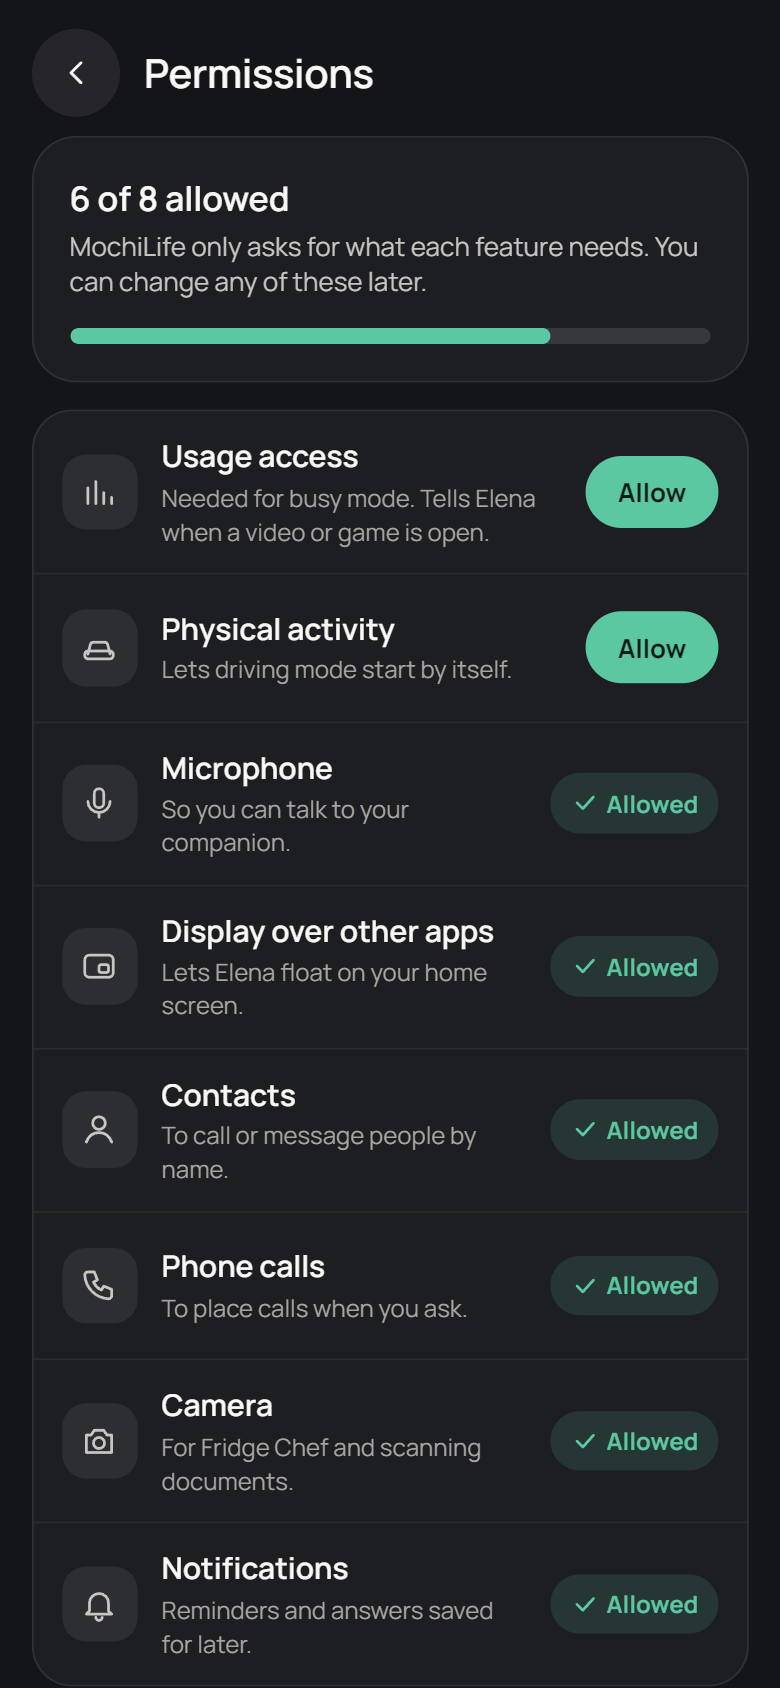 Permissions
6 of 8 allowed
MochiLife only asks for what each feature needs. You
can change any of these later.
Usage access
Needed for busy mode. Tells Elena
when a video or game is open.
Allow
Physical activity
Lets driving mode start by itself.
Allow
Microphone
So you can talk to your
companion.
Allowed
Display over other apps
Lets Elena float on your home
screen.
Allowed
Contacts
To call or message people by
name.
Allowed
Phone calls
To place calls when you ask.
Allowed
Camera
For Fridge Chef and scanning
documents.
Allowed
Notifications
Reminders and answers saved
for later.
Allowed